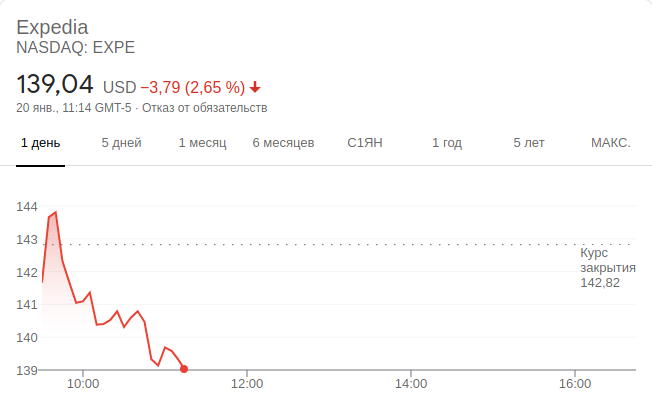 Expedia
NASDAQ: EXPE
139,04 USD −3,79 (2,65 %)
20 янв., 11:14 GMT-5 · Отказ от обязательств
1 день 5 дней 1 месяц 6 месяцев С1ЯН 1 год 5 лет МАКС.
144
143
Курс
закрытия
142,82
142
141
140
139
10:00 12:00 14:00 16:00